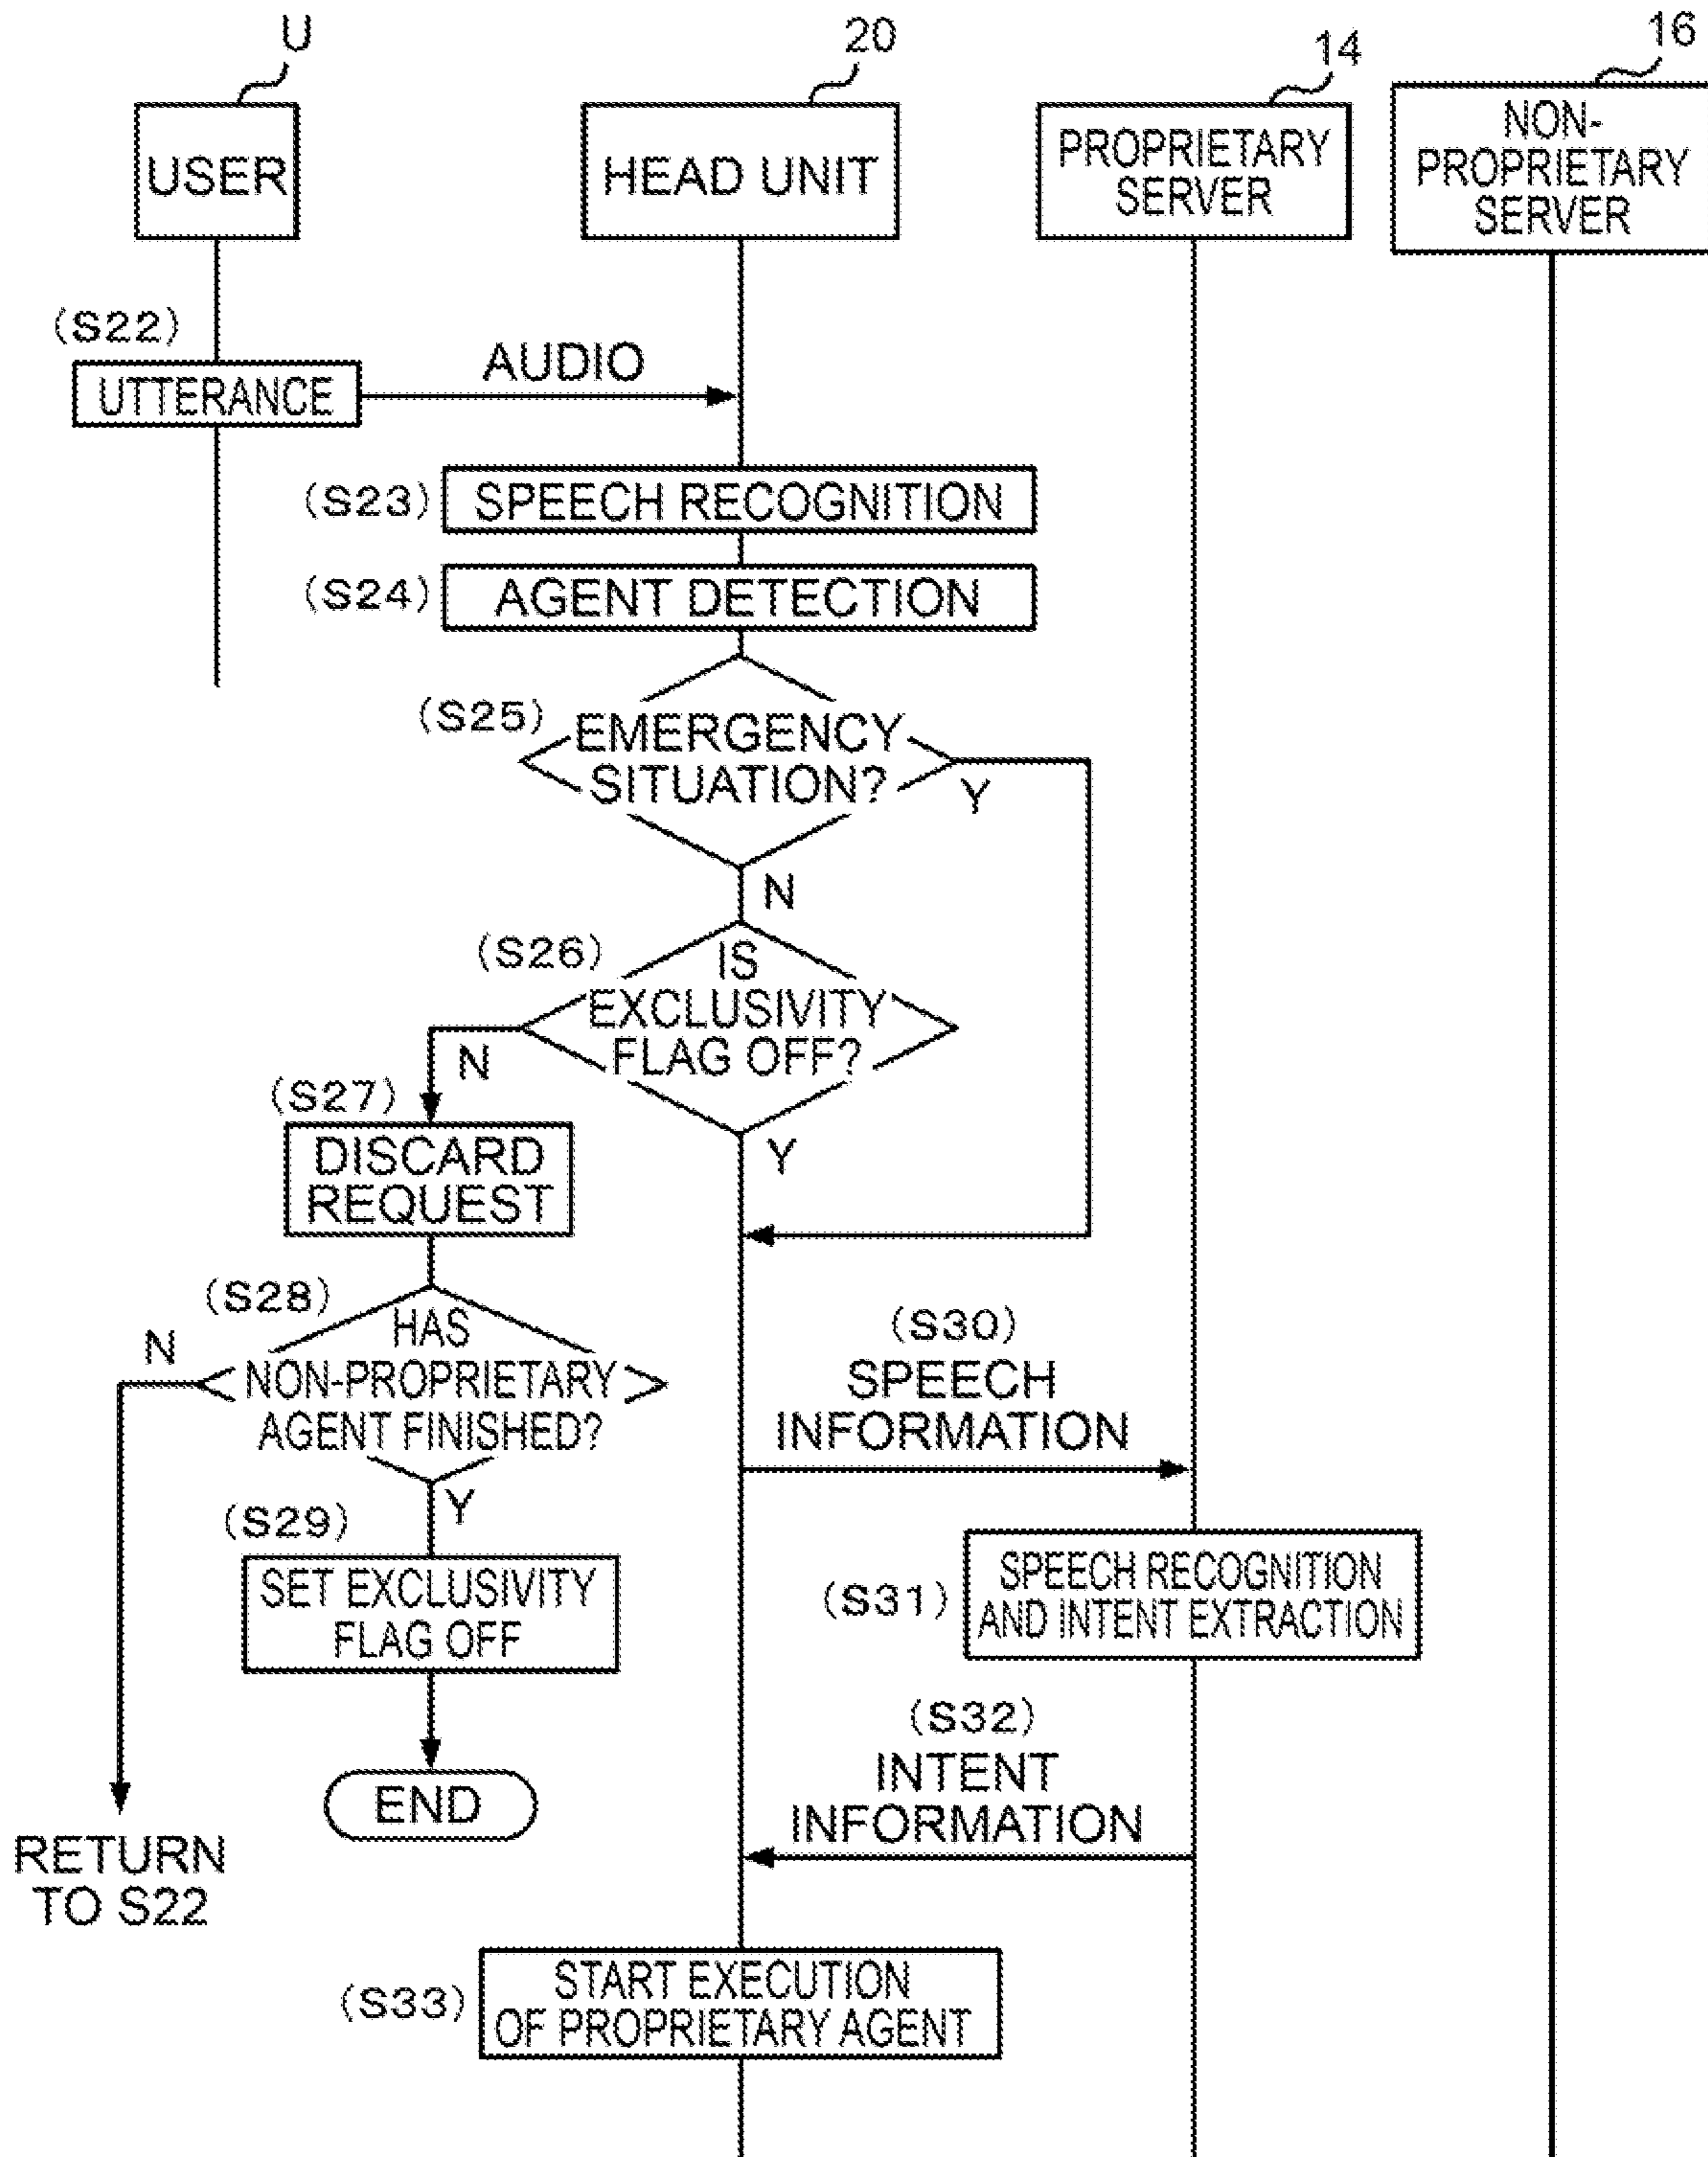 U
20
14
16
USER
HEAD UNIT
PROPRIETARY
SERVER
NON-
PROPRIETARY
SERVER
(S22)
UTTERANCE
AUDIO
(S23)
SPEECH RECOGNITION
(S24)
AGENT DETECTION
(S25)
EMERGENCY
SITUATION?
Y
N
(S26)
IS
EXCLUSIVITY
FLAG OFF?
N
Y
(S27)
DISCARD
REQUEST
(S28)
HAS
NON-PROPRIETARY
AGENT FINISHED?
N
Y
(S29)
SET EXCLUSIVITY
FLAG OFF
END
RETURN
TO S22
(S30)
SPEECH
INFORMATION
(S31)
SPEECH RECOGNITION
AND INTENT EXTRACTION
(S32)
INTENT
INFORMATION
(S33)
START EXECUTION
OF PROPRIETARY AGENT